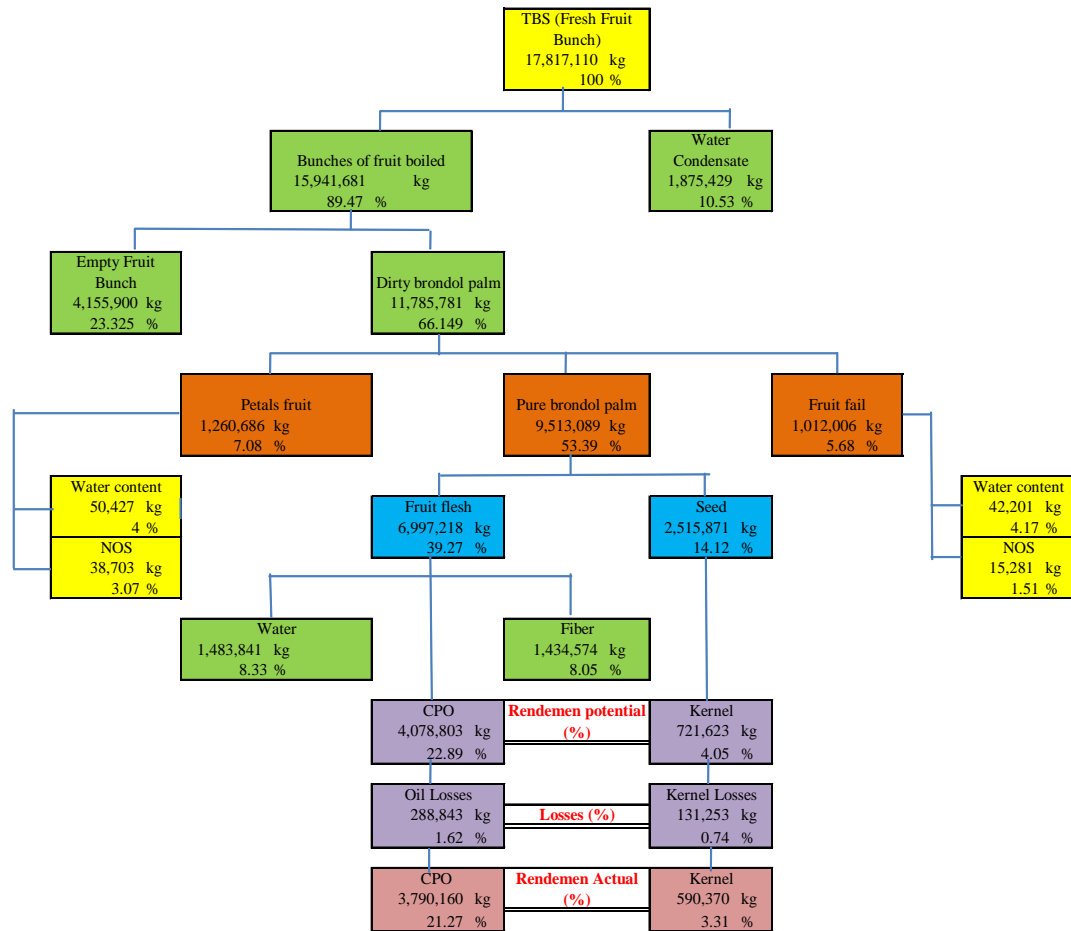 TBS (Fresh Fruit
Bunch)
17,817,110 kg
100 %
Bunches of fruit boiled
15,941,681 kg
89.47 %
Water
Condensate
1,875,429 kg
10.53 %
Empty Fruit
Bunch
4,155,900 kg
23.325 %
Dirty brondol palm
11,785,781 kg
66.149 %
Petals fruit
1,260,686 kg
7.08 %
Pure brondol palm
9,513,089 kg
53.39 %
Fruit fail
1,012,006 kg
5.68 %
Water content
50,427 kg
4 %
NOS
38,703 kg
3.07 %
Fruit flesh
6,997,218 kg
39.27 %
Seed
2,515,871 kg
14.12 %
Water content
42,201 kg
4.17 %
NOS
15,281 kg
1.51 %
Water
1,483,841 kg
8.33 %
Fiber
1,434,574 kg
8.05 %
CPO
4,078,803 kg
22.89 %
Rendemen potential
(%)
Kernel
721,623 kg
4.05 %
Oil Losses
288,843 kg
1.62 %
Losses (%)
Kernel Losses
131,253 kg
0.74 %
CPO
3,790,160 kg
21.27 %
Rendemen Actual
(%)
Kernel
590,370 kg
3.31 %